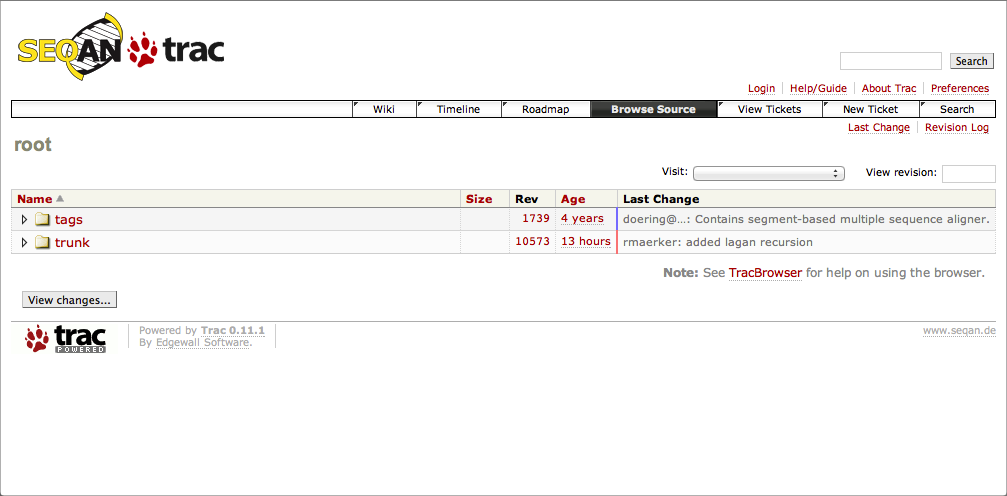 SEQAN trac
Search
Login Help/Guide About Trac Preferences
Wiki Timeline Roadmap Browse Source View Tickets New Ticket Search
Last Change Revision Log
root
Visit: View revision:
Name Size Rev Age Last Change
tags 1739 4 years doering@…: Contains segment-based multiple sequence aligner.
trunk 10573 13 hours rmaerker: added lagan recursion
Note: See TracBrowser for help on using the browser.
View changes...
trac POWERED
Powered by Trac 0.11.1
By Edgewall Software.
www.seqan.de